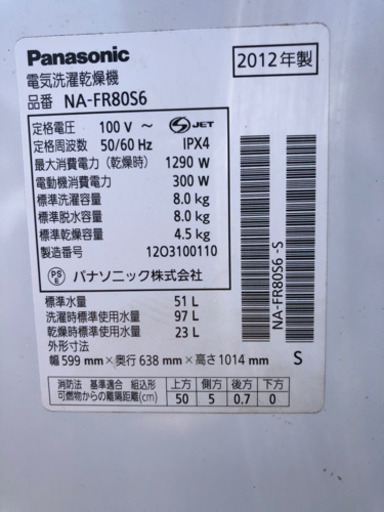 Panasonic
2012年製
電気洗濯乾燥機
品番 NA-FR80S6
定格電圧 100 V ~ S JET
定格周波数 50/60 Hz IPX4
最大消費電力（乾燥時） 1290 W
電動機消費電力 300 W
標準洗濯容量 8.0kg
標準脱水容量 8.0kg
標準乾燥容量 4.5kg
製造番号 12O3100110
PS E パナソニック株式会社
標準水量 51 L
洗濯時標準使用水量 97 L
乾燥時標準使用水量 23 L
外形寸法
幅 599 mm×奥行 638 mm×高さ 1014 mm S
消防法 基準適合 組込形 上方 側方 後方 下方
可燃物からの離隔距離(cm) 50 5 0.7 0
NA-FR80S6 -S